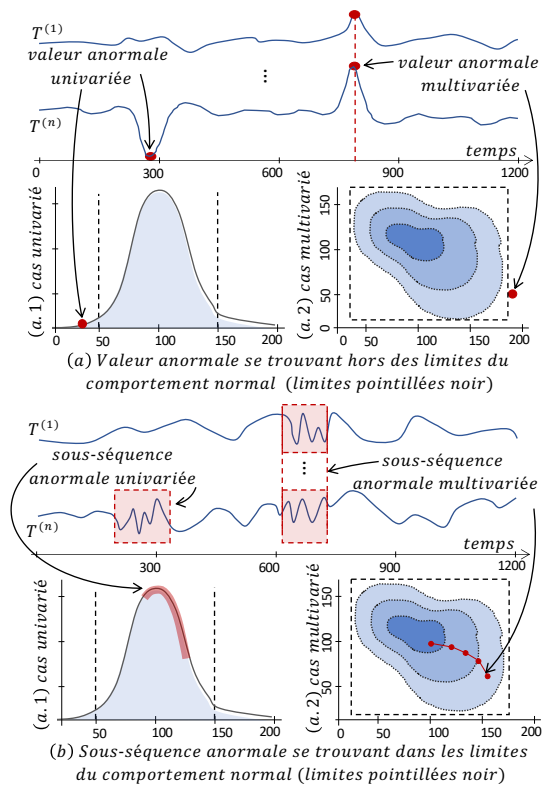 T^(1)
valeur anormale
univariée
...
valeur anormale
multivariée
T^(n)
temps
0 300 600 900 1200
(a. 1) cas univarié
50 100 150 200
(a. 2) cas multivarié
150
100
50
0
0 50 100 150 200
(a) Valeur anormale se trouvant hors des limites du
comportement normal (limites pointillées noir)
T^(1)
sous-séquence
anormale univariée
...
sous-séquence
anormale multivariée
T^(n)
temps
300 600 900 1200
(a. 1) cas univarié
50 100 150 200
(a. 2) cas multivarié
150
100
50
0 50 100 150 200
(b) Sous-séquence anormale se trouvant dans les limites
du comportement normal (limites pointillées noir)